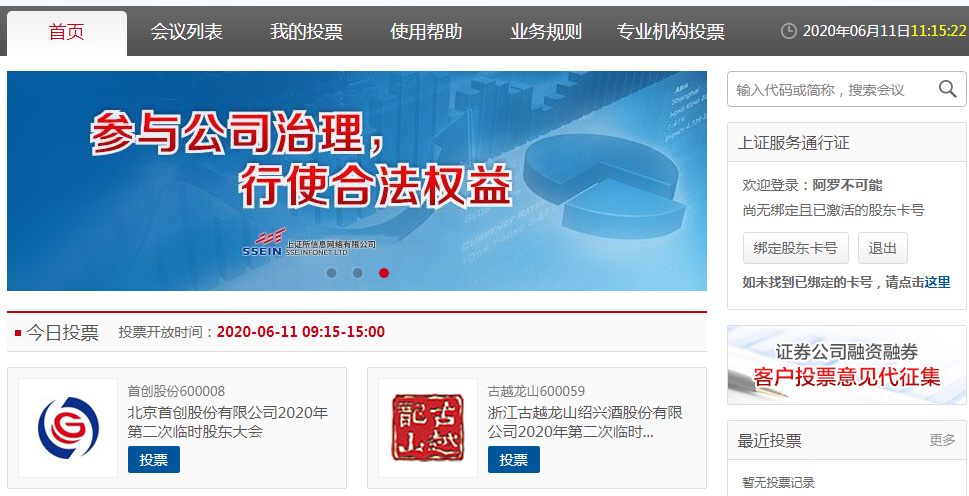 首页 会议列表 我的投票 使用帮助 业务规则 专业机构投票 2020年06月11日11:15:22
参与公司治理，
行使合法权益
SSEIN 上证所信息网络有限公司
SSE INFONET LTD
输入代码或简称，搜索会议
上证服务通行证
欢迎登录：阿罗不可能
尚无绑定且已激活的股东卡号
绑定股东卡号 退出
如未找到已绑定的卡号，请点击这里
今日投票 投票开放时间：2020-06-11 09:15-15:00
证券公司融资融券
客户投票意见代征集
首创股份600008
北京首创股份有限公司2020年
第二次临时股东大会
投票
古越龍山
古越龙山600059
浙江古越龙山绍兴酒股份有限
公司2020年第二次临时...
投票
最近投票 更多
暂无投票记录